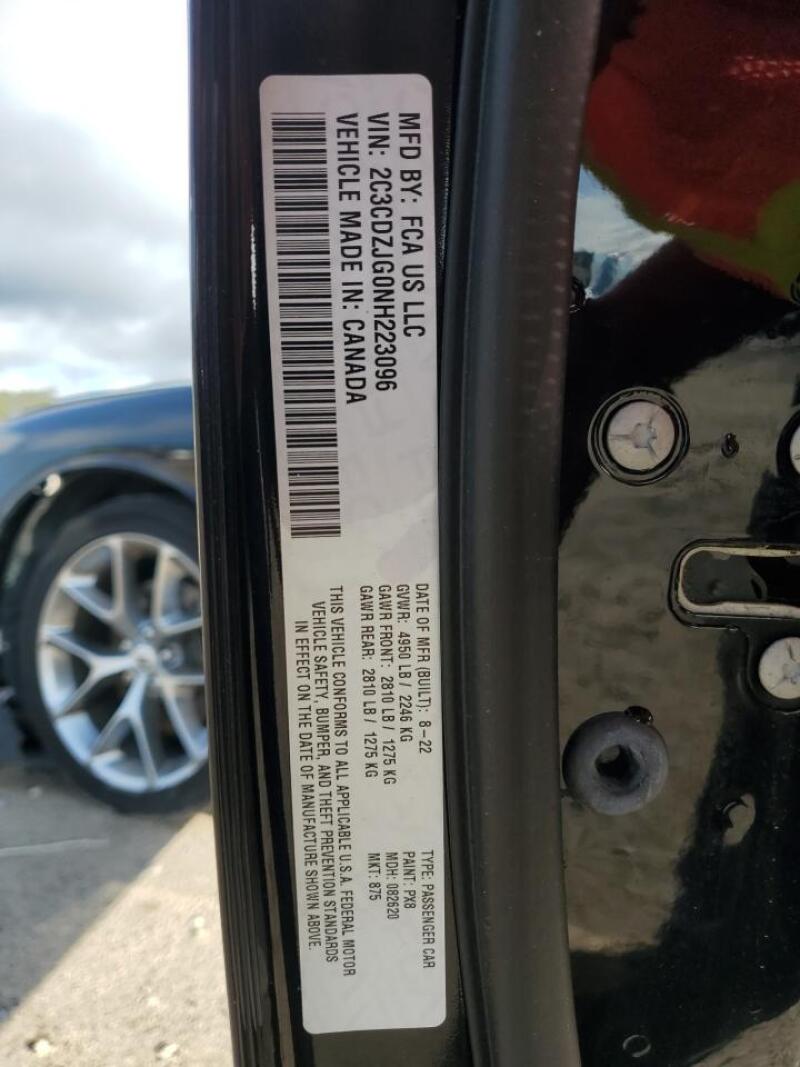 MFD BY: FCA US LLC
VIN: 2C3CDZJG0NH223096
VEHICLE MADE IN: CANADA
DATE OF MFR (BUILT): 8-22
GVWR: 4950 LB / 2246 KG
GAWR FRONT: 2810 LB / 1275 KG
GAWR REAR: 2810 LB / 1275 KG
TYPE: PASSENGER CAR
PAINT: PX8
MDH: 082620
MKT: 875
THIS VEHICLE CONFORMS TO ALL APPLICABLE U.S.A. FEDERAL MOTOR
VEHICLE SAFETY, BUMPER, AND THEFT PREVENTION STANDARDS
IN EFFECT ON THE DATE OF MANUFACTURE SHOWN ABOVE.